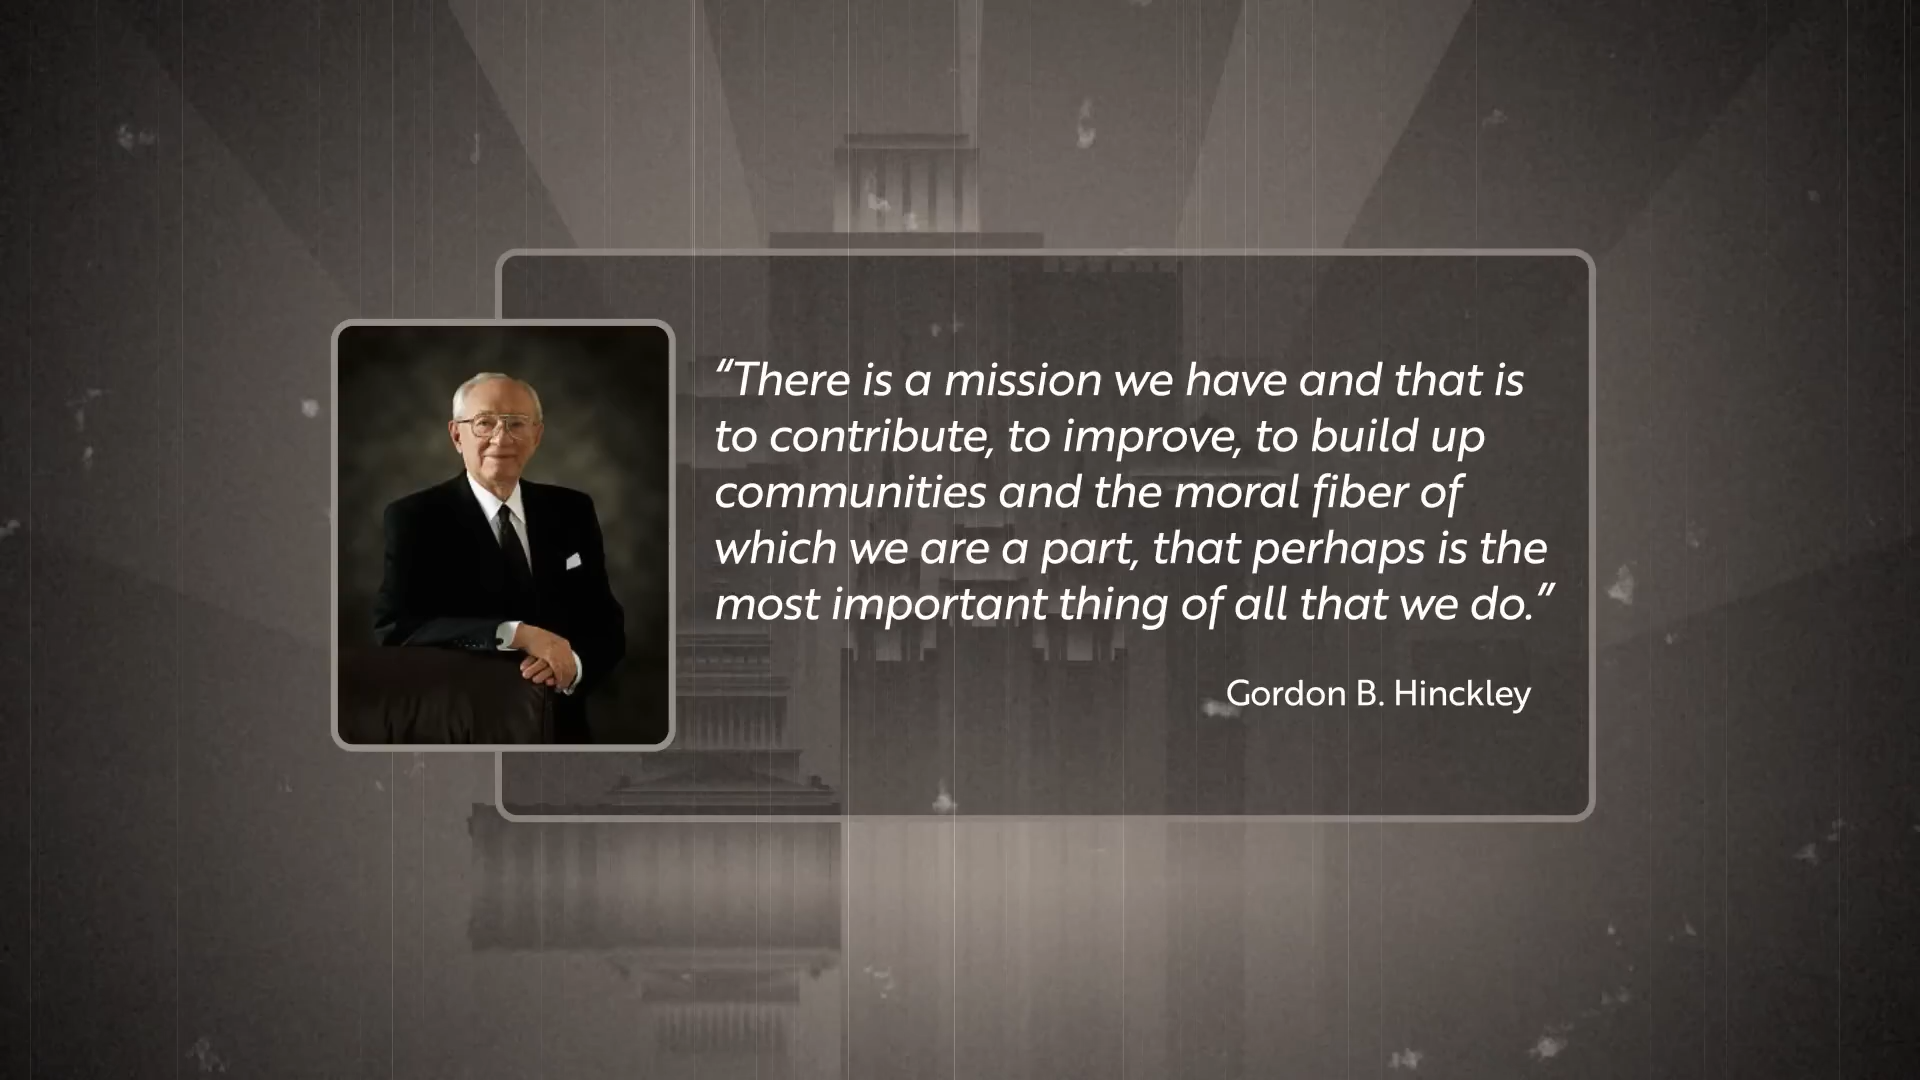 “There is a mission we have and that is
to contribute, to improve, to build up
communities and the moral fiber of
which we are a part, that perhaps is the
most important thing of all that we do.”
Gordon B. Hinckley